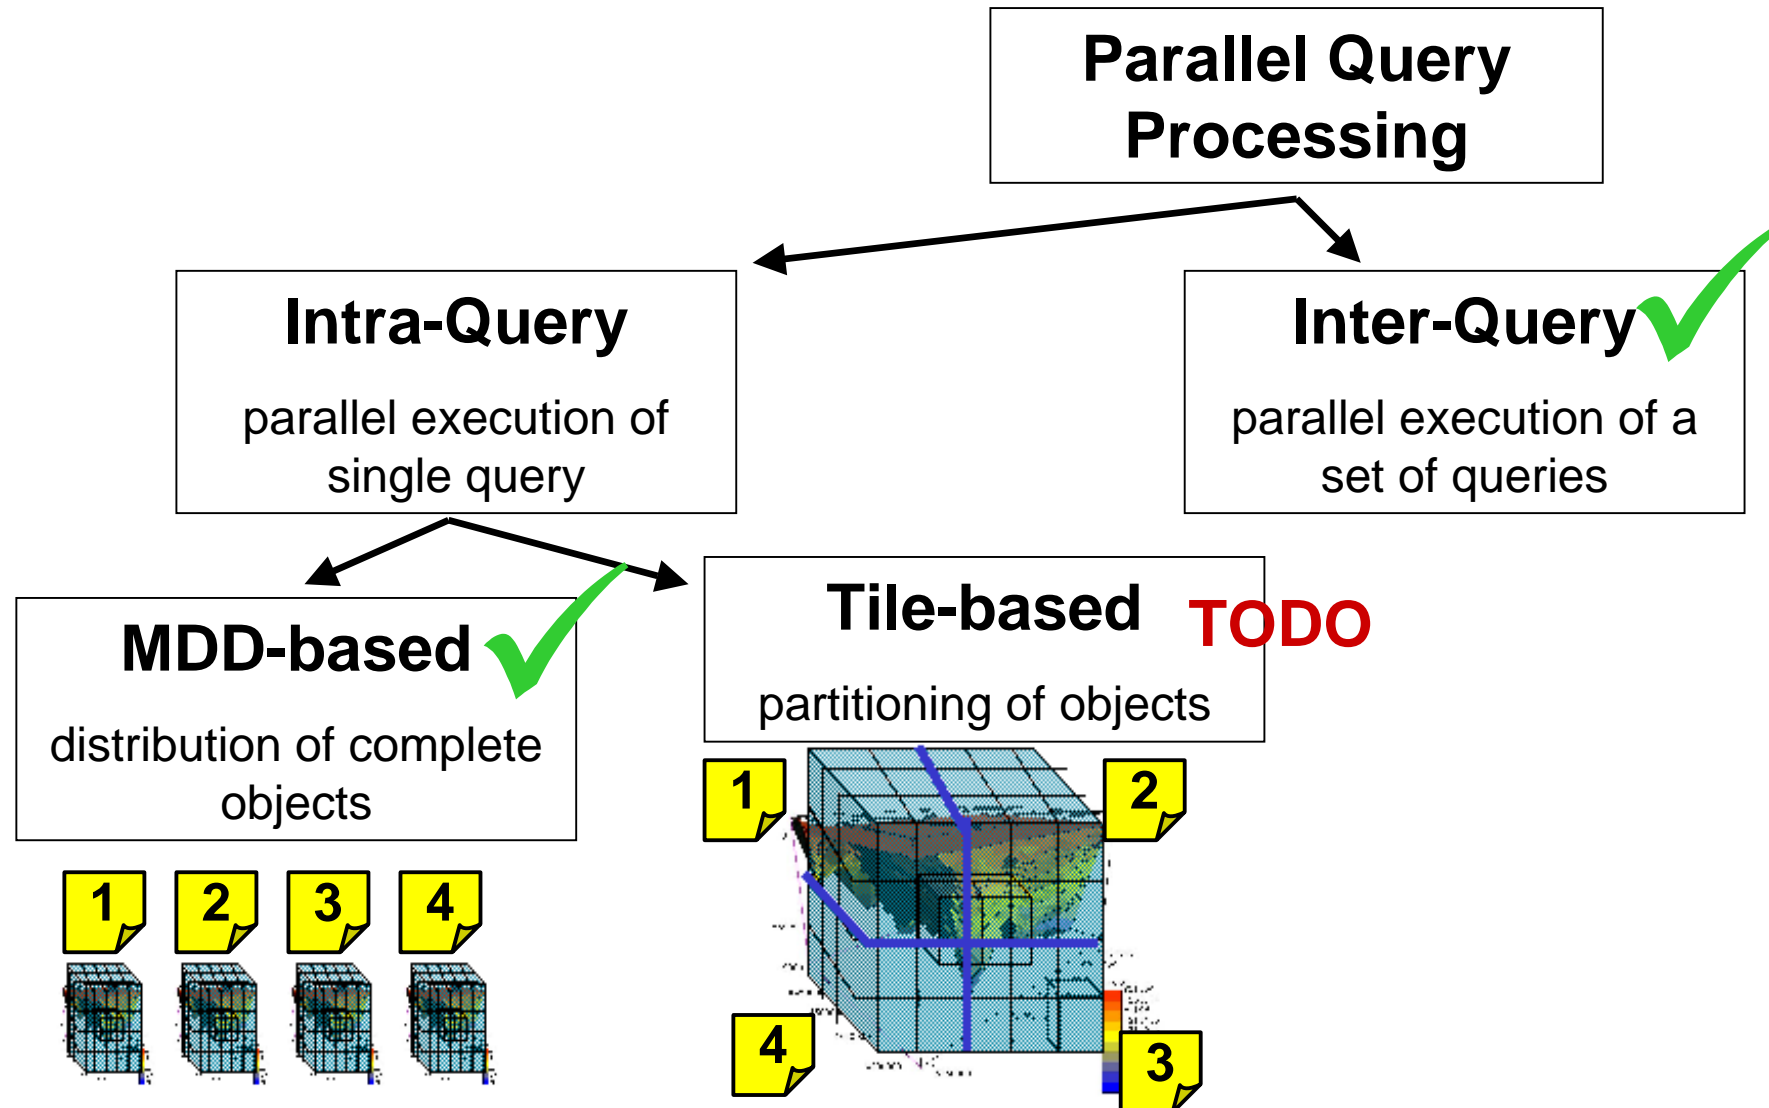 Parallel Query
Processing
Intra-Query
parallel execution of
single query
Inter-Query
parallel execution of a
set of queries
MDD-based
distribution of complete
objects
Tile-based
TODO
partitioning of objects
1
2
3
4
1
2
4
3